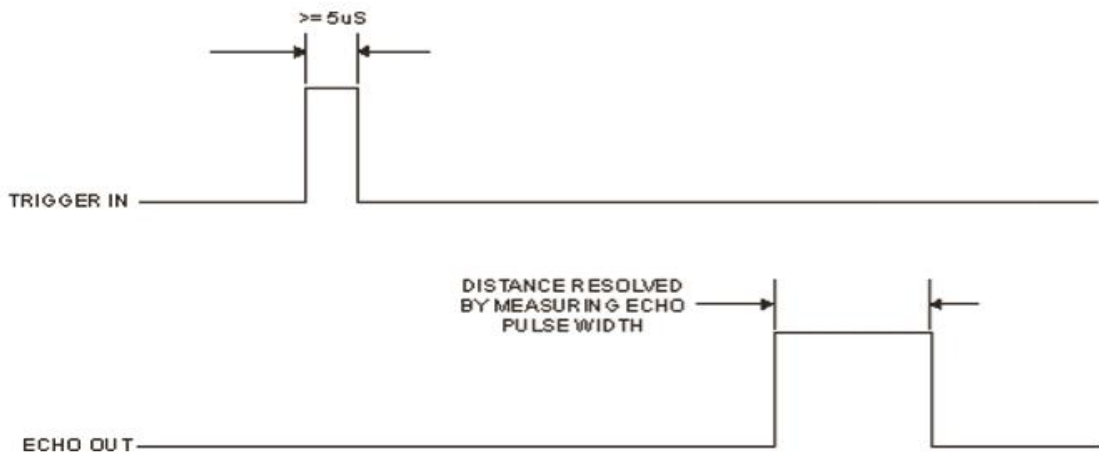 >= 5uS
TRIGGER IN
DISTANCE RESOLVED
BY MEASURING ECHO
PULSE WIDTH
ECHO OUT